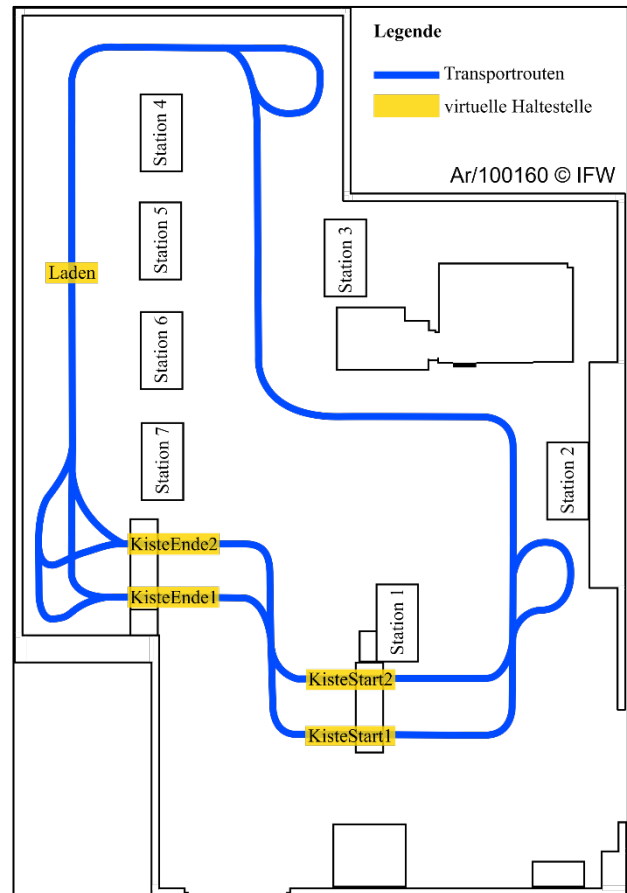 Legende
Transportrouten
virtuelle Haltestelle
Ar/100160 © IFW
Station 4
Station 5
Station 3
Laden
Station 6
Station 7
Station 2
KisteEnde2
KisteEnde1
Station 1
KisteStart2
KisteStart1